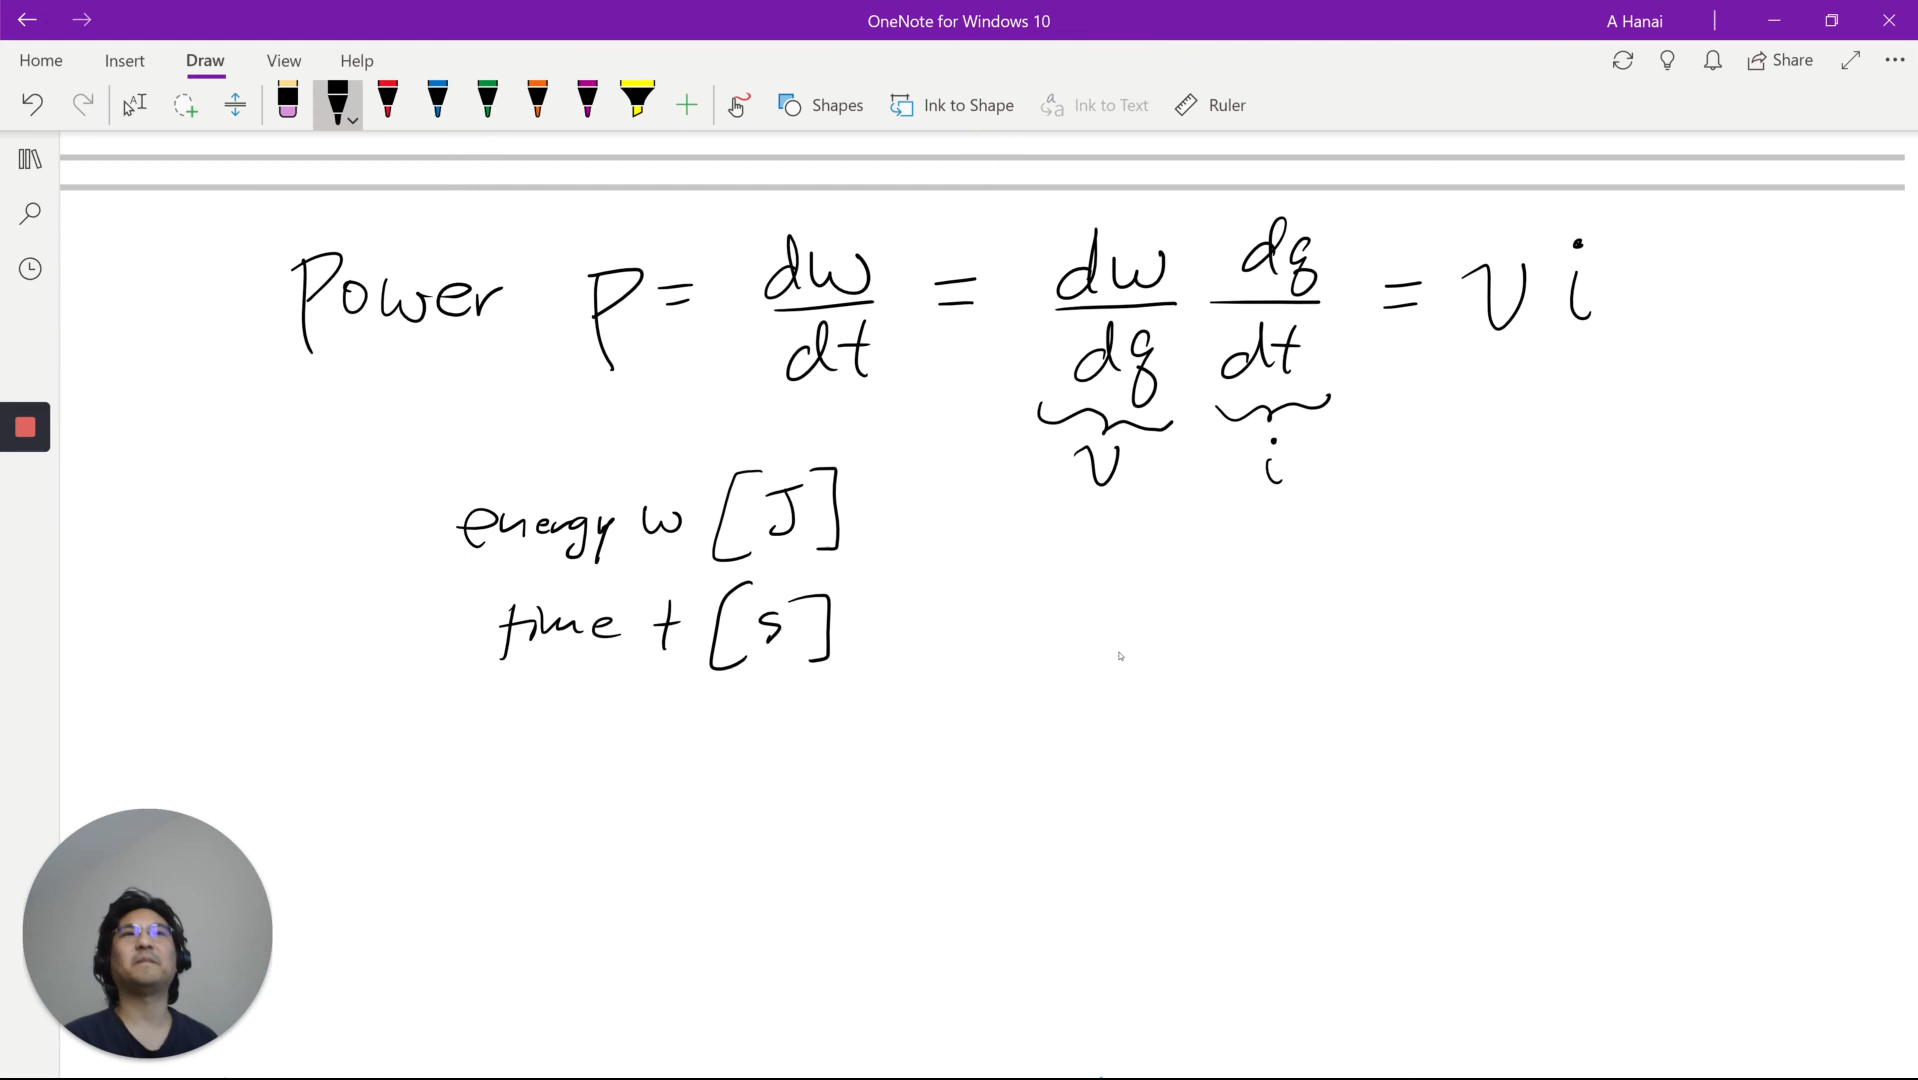 OneNote for Windows 10
A Hanai
Home Insert Draw View Help
Share
Shapes Ink to Shape Ink to Text Ruler
Power p = dw/dt = dw/dq dq/dt = v i
v i
energy w [J]
time t [s]